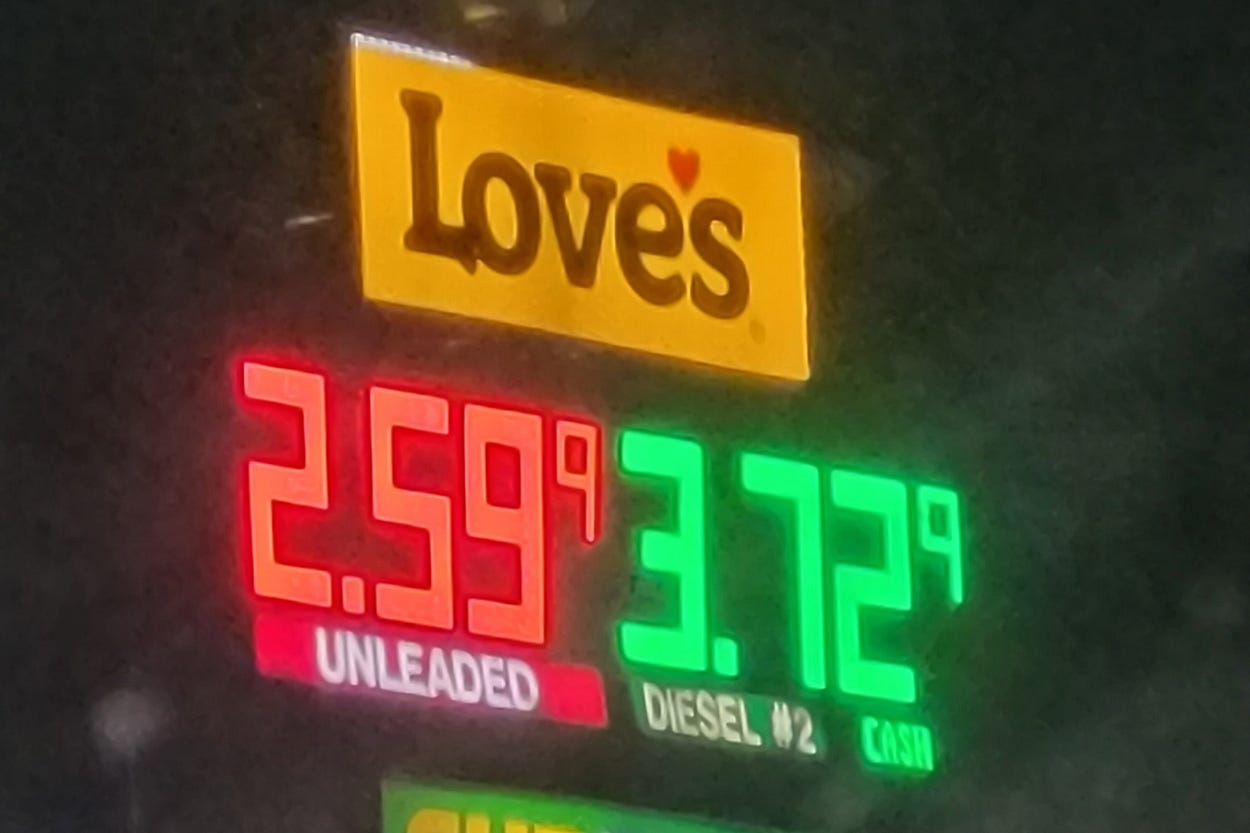 Love's
2.599 3.729
UNLEADED DIESEL #2 CASH